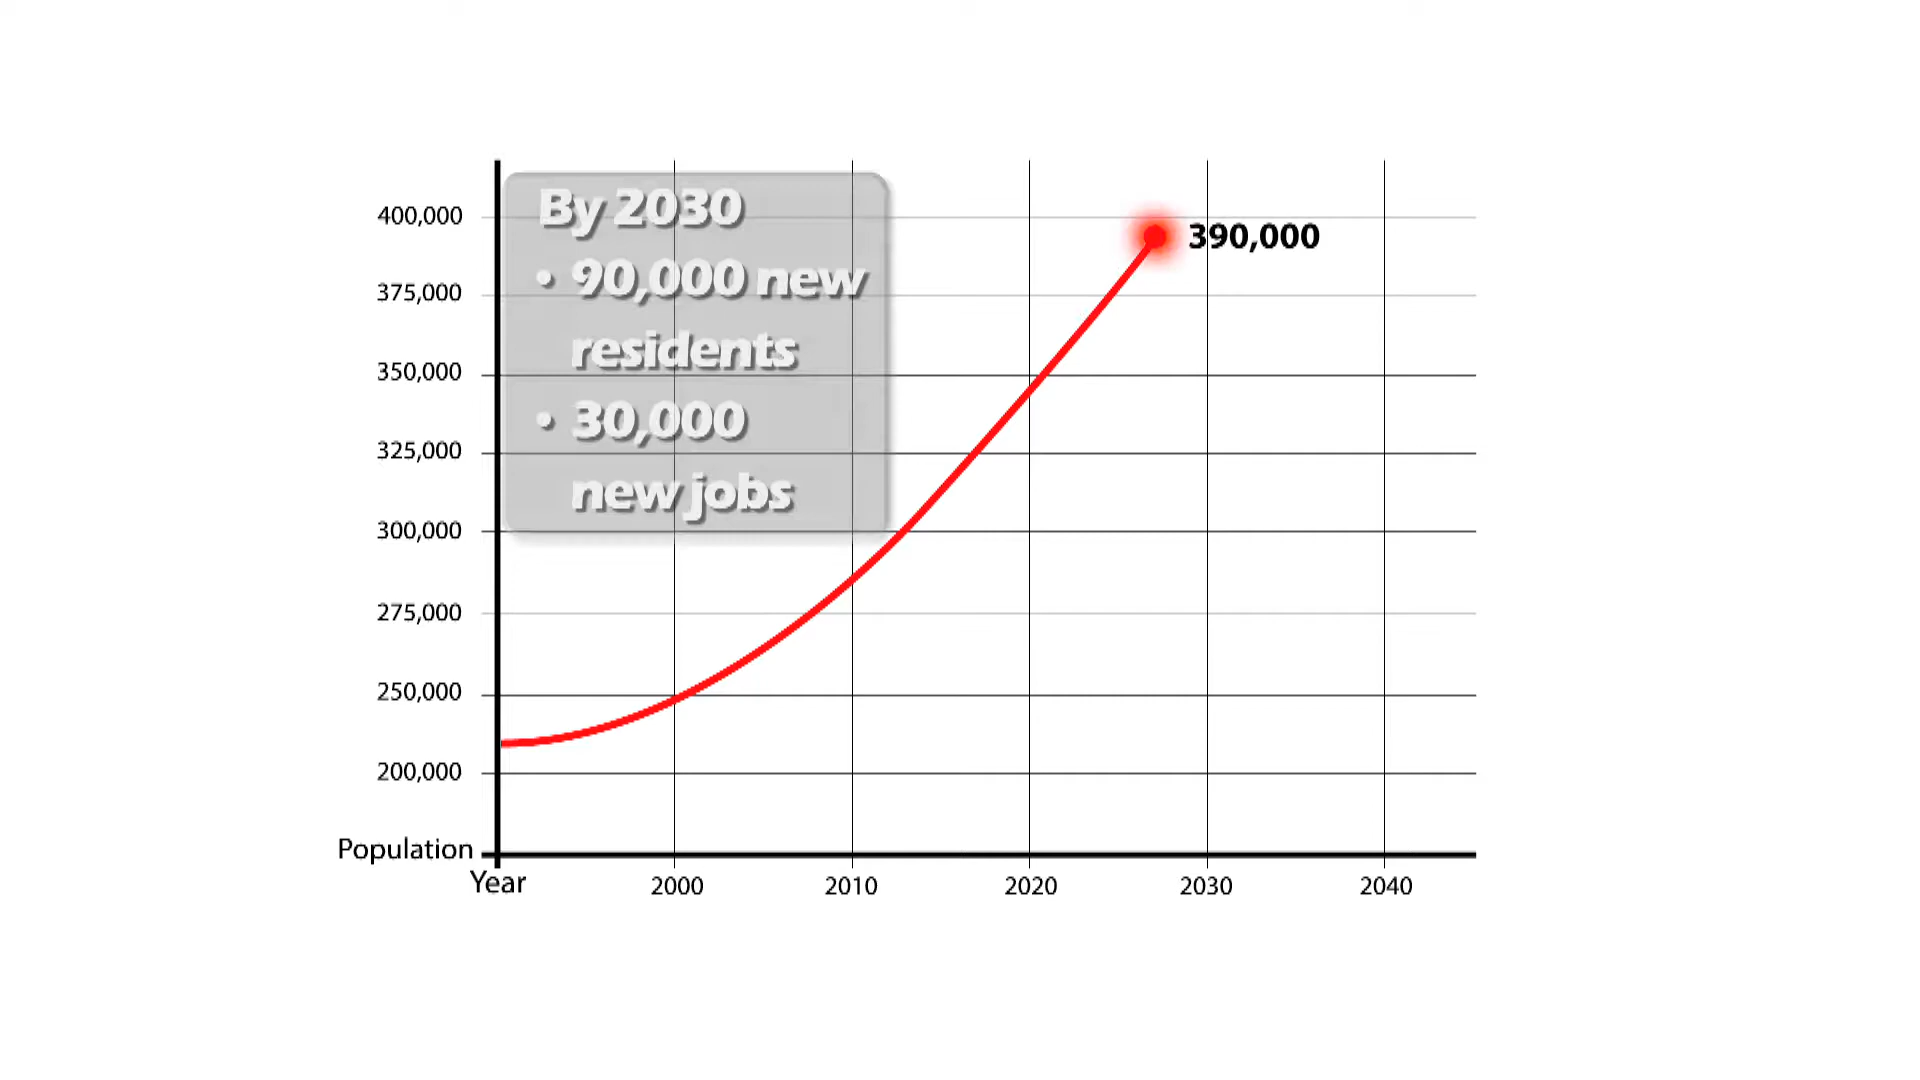 By 2030
• 90,000 new
residents
• 30,000
new jobs
390,000
400,000
375,000
350,000
325,000
300,000
275,000
250,000
200,000
Population
Year
2000
2010
2020
2030
2040